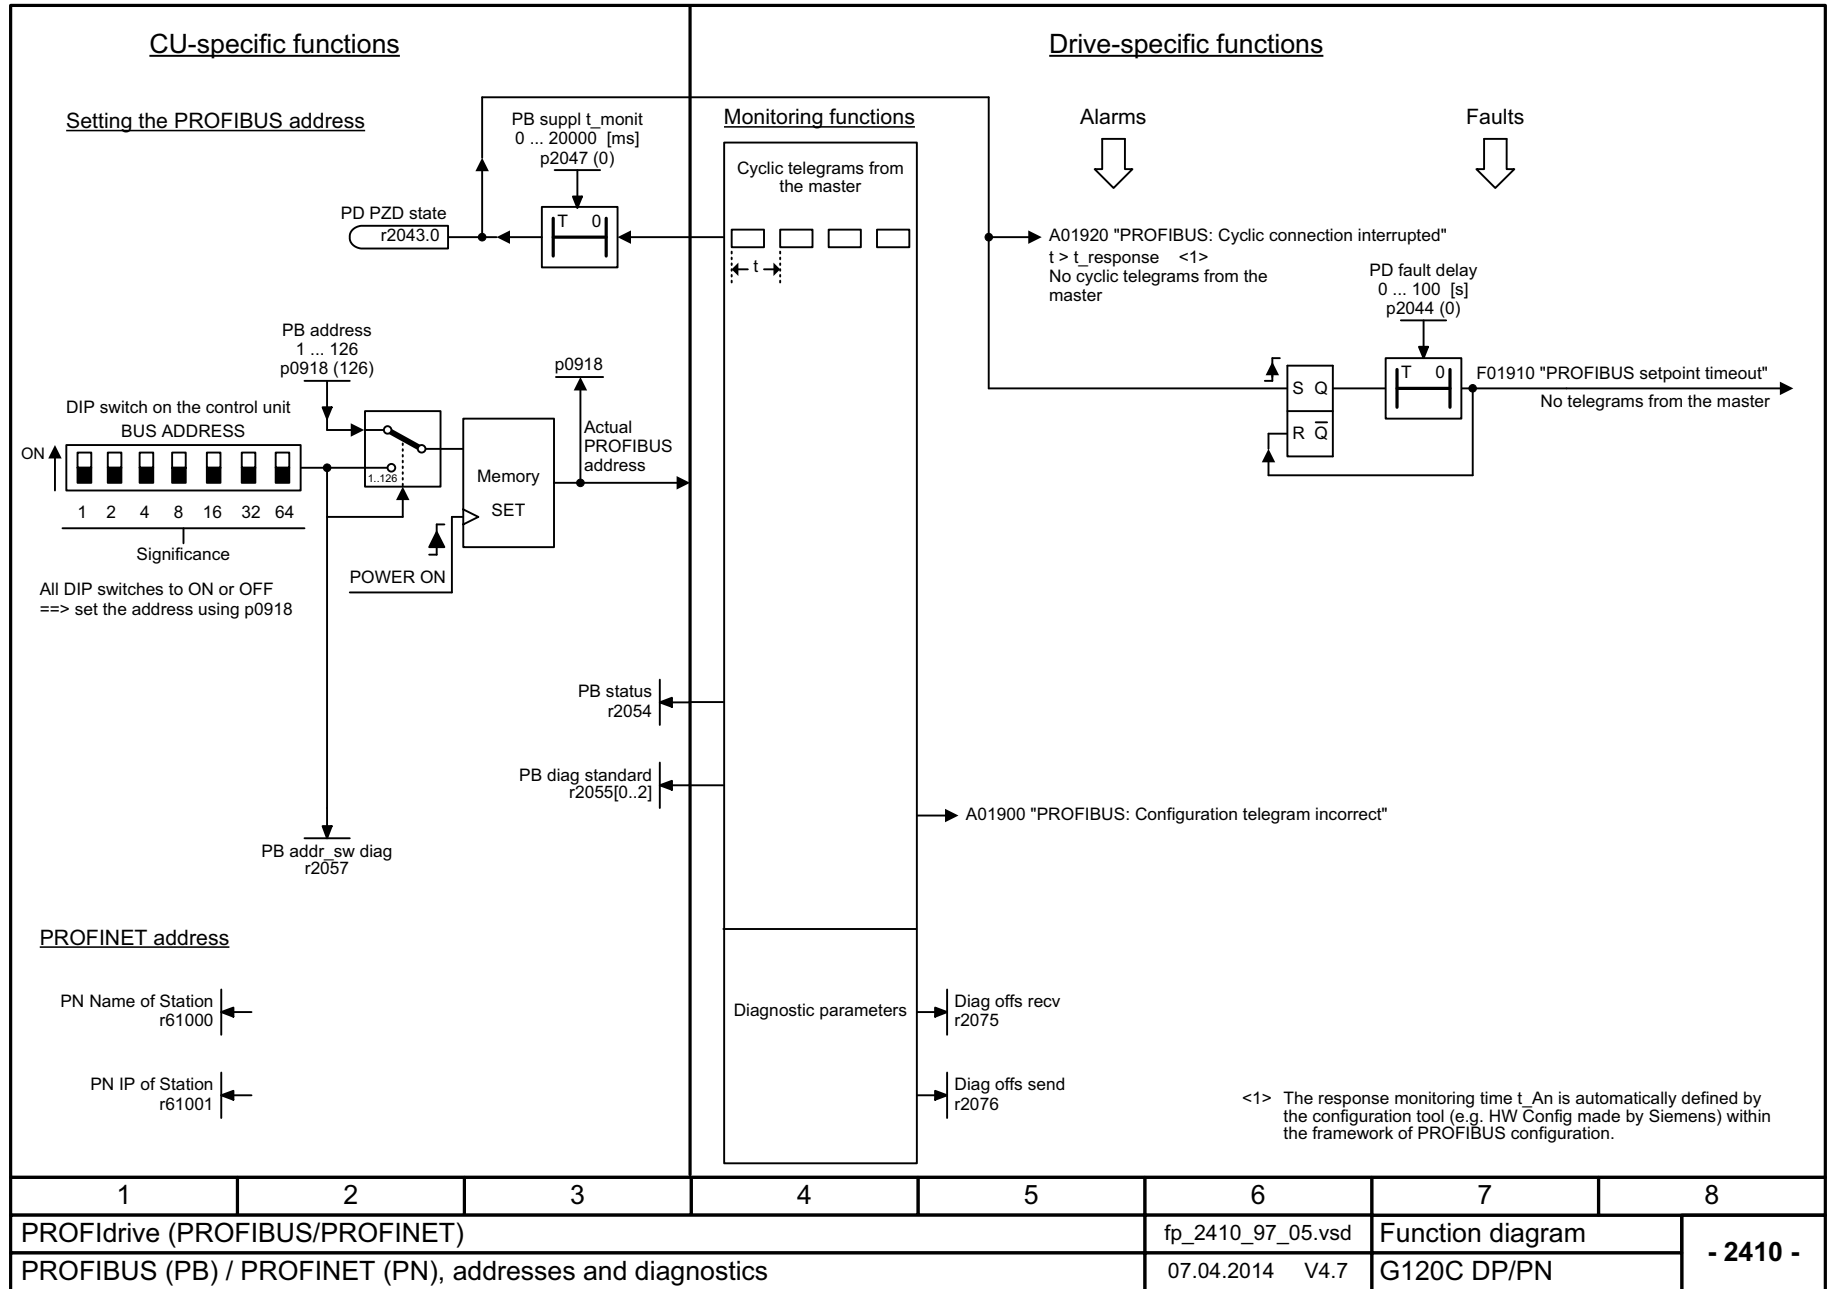 CU-specific functions
Drive-specific functions
Setting the PROFIBUS address
PB suppl t_monit
0 ... 20000 [ms]
p2047 (0)
Monitoring functions
Alarms
Faults
Cyclic telegrams from
the master
PD PZD state
r2043.0
T 0
t
A01920 "PROFIBUS: Cyclic connection interrupted"
t > t_response <1>
No cyclic telegrams from the
master
PD fault delay
0 ... 100 [s]
p2044 (0)
PB address
1 ... 126
p0918 (126)
p0918
S Q
R Q̅
T 0
F01910 "PROFIBUS setpoint timeout"
No telegrams from the master
DIP switch on the control unit
BUS ADDRESS
ON
1..126
Actual
PROFIBUS
address
Memory
SET
1 2 4 8 16 32 64
Significance
POWER ON
All DIP switches to ON or OFF
==> set the address using p0918
PB status
r2054
PB diag standard
r2055[0..2]
A01900 "PROFIBUS: Configuration telegram incorrect"
PB addr_sw diag
r2057
PROFINET address
PN Name of Station
r61000
Diagnostic parameters
Diag offs recv
r2075
PN IP of Station
r61001
Diag offs send
r2076
<1> The response monitoring time t_An is automatically defined by
the configuration tool (e.g. HW Config made by Siemens) within
the framework of PROFIBUS configuration.
1 2 3 4 5 6 7 8
PROFIdrive (PROFIBUS/PROFINET)
fp_2410_97_05.vsd
Function diagram
- 2410 -
PROFIBUS (PB) / PROFINET (PN), addresses and diagnostics
07.04.2014 V4.7
G120C DP/PN